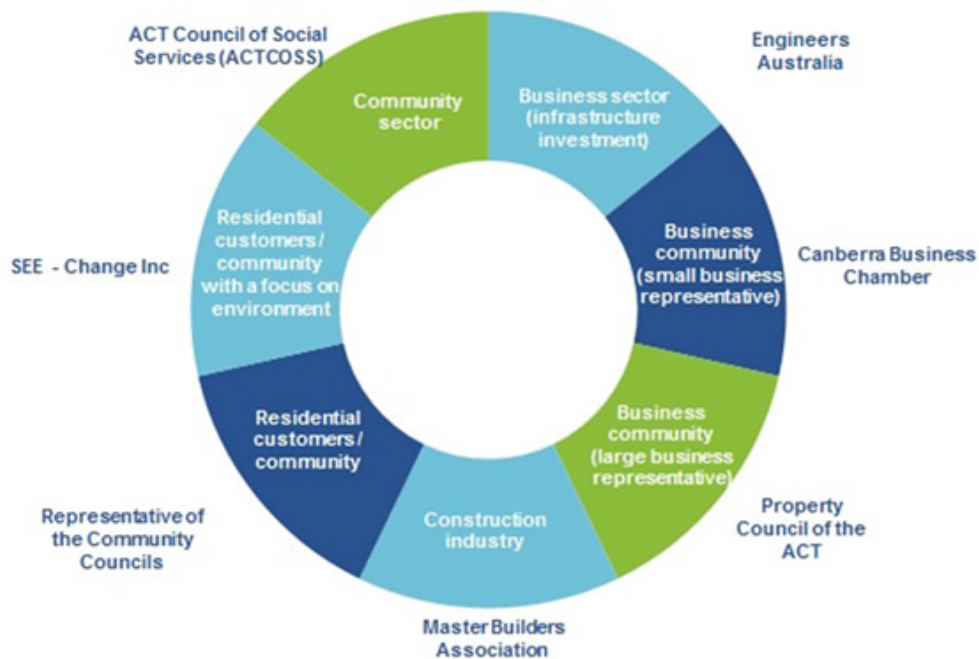 ACT Council of Social
Services (ACTCOSS)
Community
sector
Business sector
(infrastructure
investment)
Engineers
Australia
Business
community
(small business
representative)
Canberra Business
Chamber
Business
community
(large business
representative)
Property
Council of the
ACT
Construction
industry
Master Builders
Association
Residential
customers/
community
Representative of
the Community
Councils
Residential
customers/
community
with a focus on
environment
SEE - Change Inc